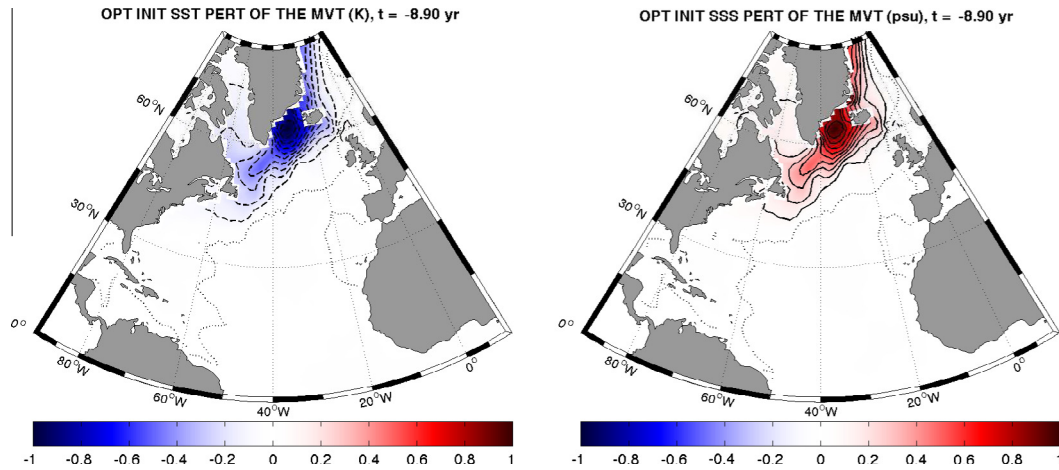 OPT INIT SST PERT OF THE MVT (K), t = -8.90 yr
60°N
30°N
0°
80°W
60°W
40°W
20°W
0°
-1 -0.8 -0.6 -0.4 -0.2 0 0.2 0.4 0.6 0.8 1
OPT INIT SSS PERT OF THE MVT (psu), t = -8.90 yr
60°N
30°N
0°
80°W
60°W
40°W
20°W
0°
-1 -0.8 -0.6 -0.4 -0.2 0 0.2 0.4 0.6 0.8 1